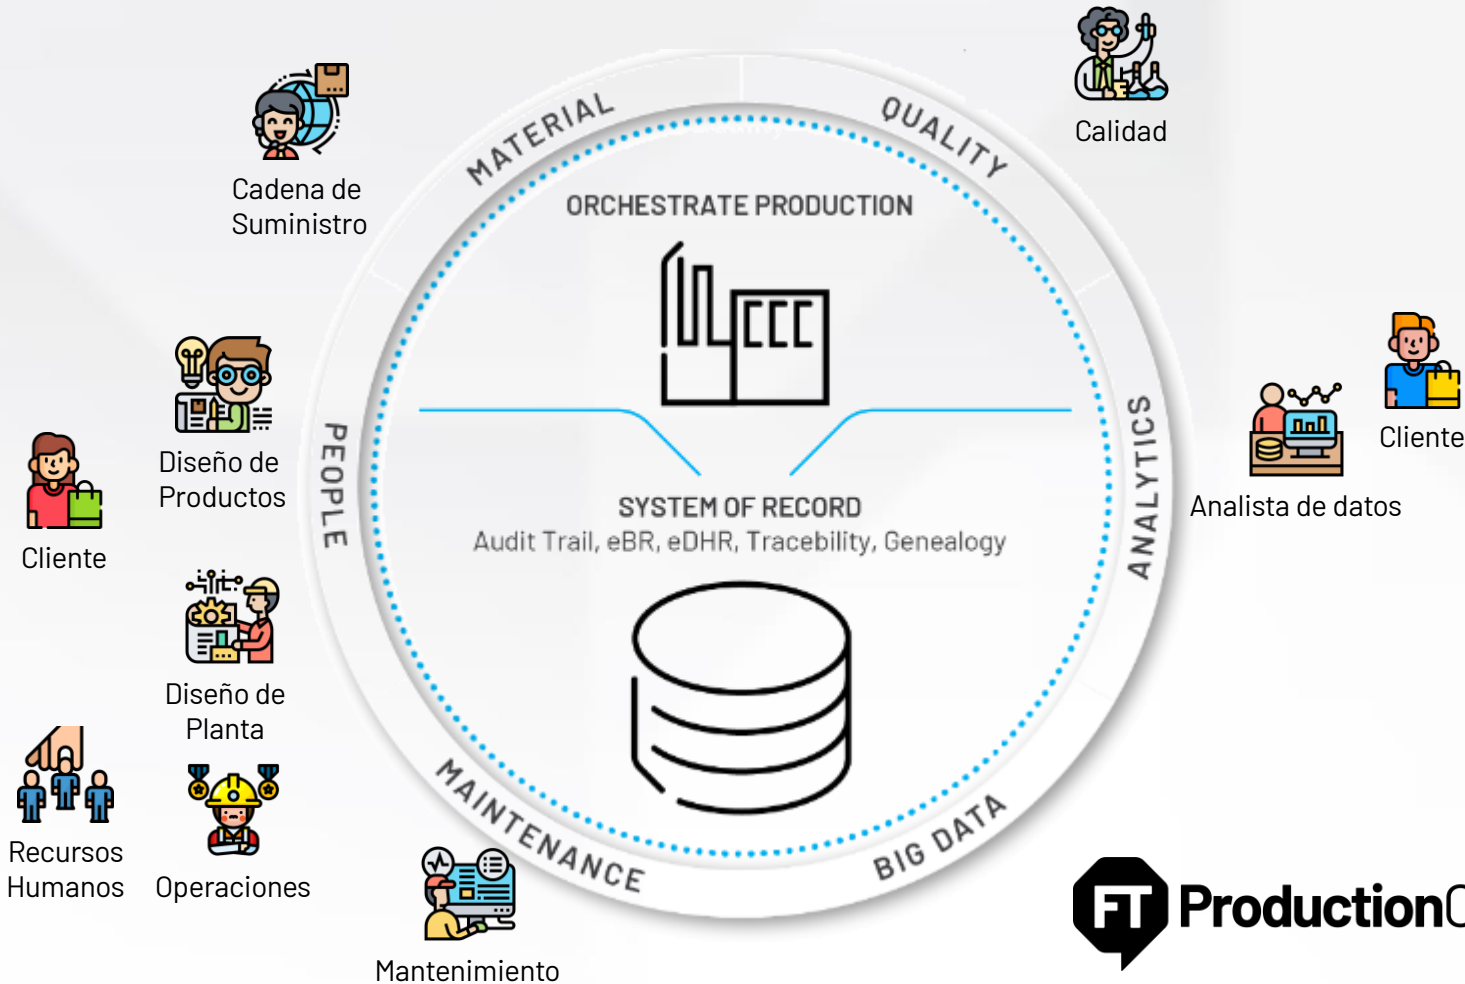 MATERIAL
QUALITY
Calidad
Cadena de
Suministro
ORCHESTRATE PRODUCTION
PEOPLE
ANALYTICS
Diseño de
Productos
Cliente
Analista de datos
Cliente
SYSTEM OF RECORD
Audit Trail, eBR, eDHR, Tracebility, Genealogy
Diseño de
Planta
MAINTENANCE
BIG DATA
Recursos
Humanos
Operaciones
Mantenimiento
FT ProductionC